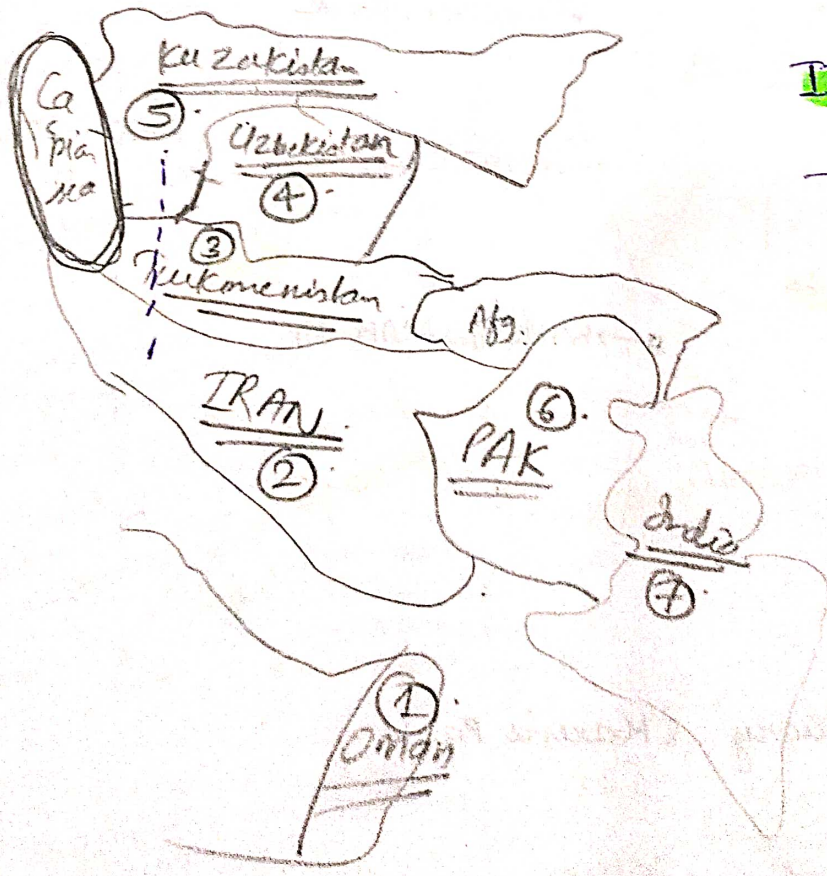 Kazakistan
5
Ca
spian
sea
Uzbekistan
4
3
Turkmenistan
Afg.
IRAN
2
6
PAK
India
7
1
Oman